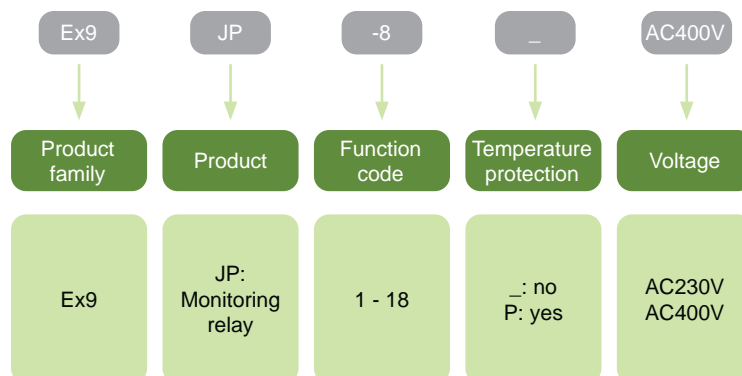 Ex9 JP -8 _ AC400V
Product family
Product
Function code
Temperature protection
Voltage
Ex9
JP:
Monitoring
relay
1 - 18
_: no
P: yes
AC230V
AC400V